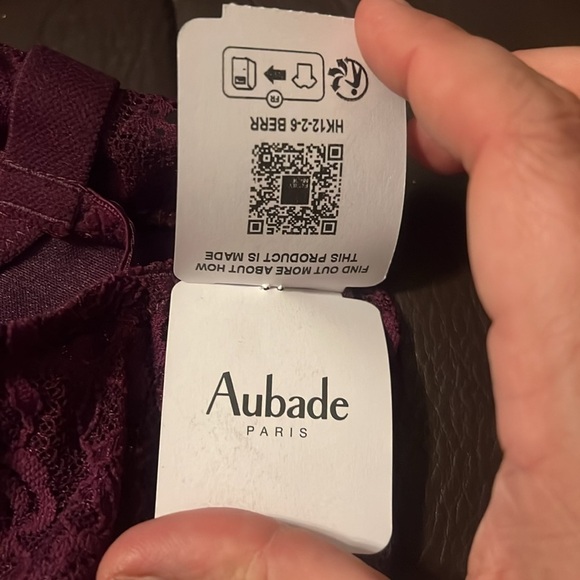 FIND OUT MORE ABOUT HOW
THIS PRODUCT IS MADE
HK12-2-6 BERR
FR
Aubade
PARIS